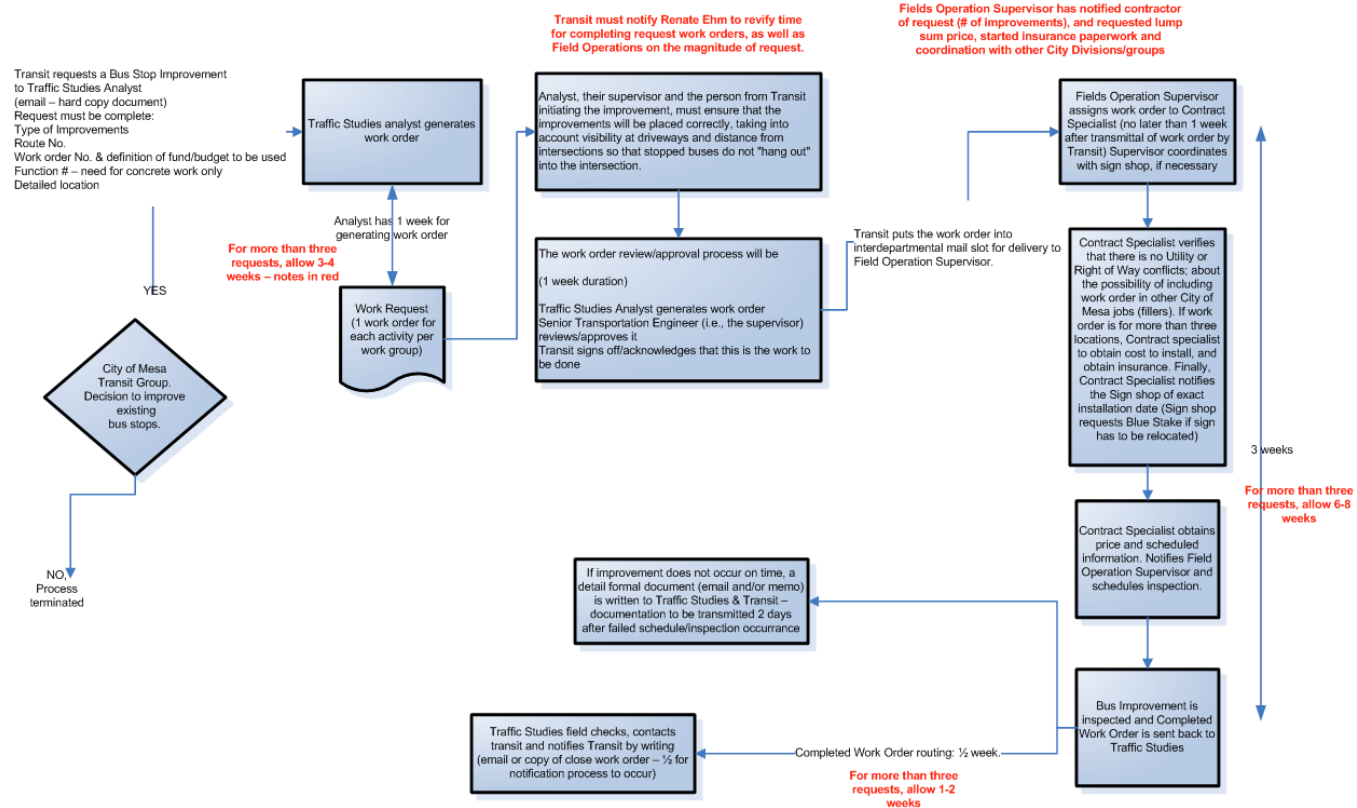 Transit requests a Bus Stop Improvement
to Traffic Studies Analyst
(email – hard copy document)
Request must be complete:
Type of Improvements
Route No.
Work order No. & definition of fund/budget to be used
Function # – need for concrete work only
Detailed location
YES
City of Mesa
Transit Group.
Decision to improve
existing
bus stops.
NO,
Process
terminated
Traffic Studies analyst generates
work order
Analyst has 1 week for
generating work order
For more than three
requests, allow 3-4
weeks – notes in red
Work Request
(1 work order for
each activity per
work group)
Transit must notify Renate Ehm to revify time
for completing request work orders, as well as
Field Operations on the magnitude of request.
Analyst, their supervisor and the person from Transit
initiating the improvement, must ensure that the
improvements will be placed correctly, taking into
account visibility at driveways and distance from
intersections so that stopped buses do not "hang out"
into the intersection.
The work order review/approval process will be
(1 week duration)
Traffic Studies Analyst generates work order
Senior Transportation Engineer (i.e., the supervisor)
reviews/approves it
Transit signs off/acknowledges that this is the work to
be done
Transit puts the work order into
interdepartmental mail slot for delivery to
Field Operation Supervisor.
Fields Operation Supervisor has notified contractor
of request (# of improvements), and requested lump
sum price, started insurance paperwork and
coordination with other City Divisions/groups
Fields Operation Supervisor
assigns work order to Contract
Specialist (no later than 1 week
after transmittal of work order by
Transit) Supervisor coordinates
with sign shop, if necessary
Contract Specialist verifies
that there is no Utility or
Right of Way conflicts; about
the possibility of including
work order in other City of
Mesa jobs (fillers). If work
order is for more than three
locations, Contract specialist
to obtain cost to install, and
obtain insurance. Finally,
Contract Specialist notifies
the Sign shop of exact
installation date (Sign shop
requests Blue Stake if sign
has to be relocated)
3 weeks
For more than three
requests, allow 6-8
weeks
Contract Specialist obtains
price and scheduled
information. Notifies Field
Operation Supervisor and
schedules inspection.
Bus Improvement is
inspected and Completed
Work Order is sent back to
Traffic Studies
If improvement does not occur on time, a
detail formal document (email and/or memo)
is written to Traffic Studies & Transit –
documentation to be transmitted 2 days
after failed schedule/inspection occurrance
Traffic Studies field checks, contacts
transit and notifies Transit by writing
(email or copy of close work order – ½ for
notification process to occur)
Completed Work Order routing: ½ week.
For more than three
requests, allow 1-2
weeks